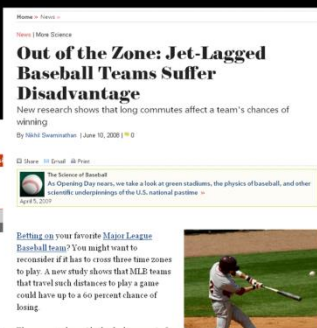 Home » News »
News | More Science
Out of the Zone: Jet-Lagged
Baseball Teams Suffer
Disadvantage
New research shows that long commutes affect a team's chances of
winning
By Nikhil Swaminathan | June 10, 2008 | 0
Share Email Print
The Science of Baseball
As Opening Day nears, we take a look at green stadiums, the physics of baseball, and other
scientific underpinnings of the U.S. national pastime »
April 5, 2009
Betting on your favorite Major League
Baseball team? You might want to
reconsider if it has to cross three time zones
to play. A new study shows that MLB teams
that travel such distances to play a game
could have up to a 60 percent chance of
losing.